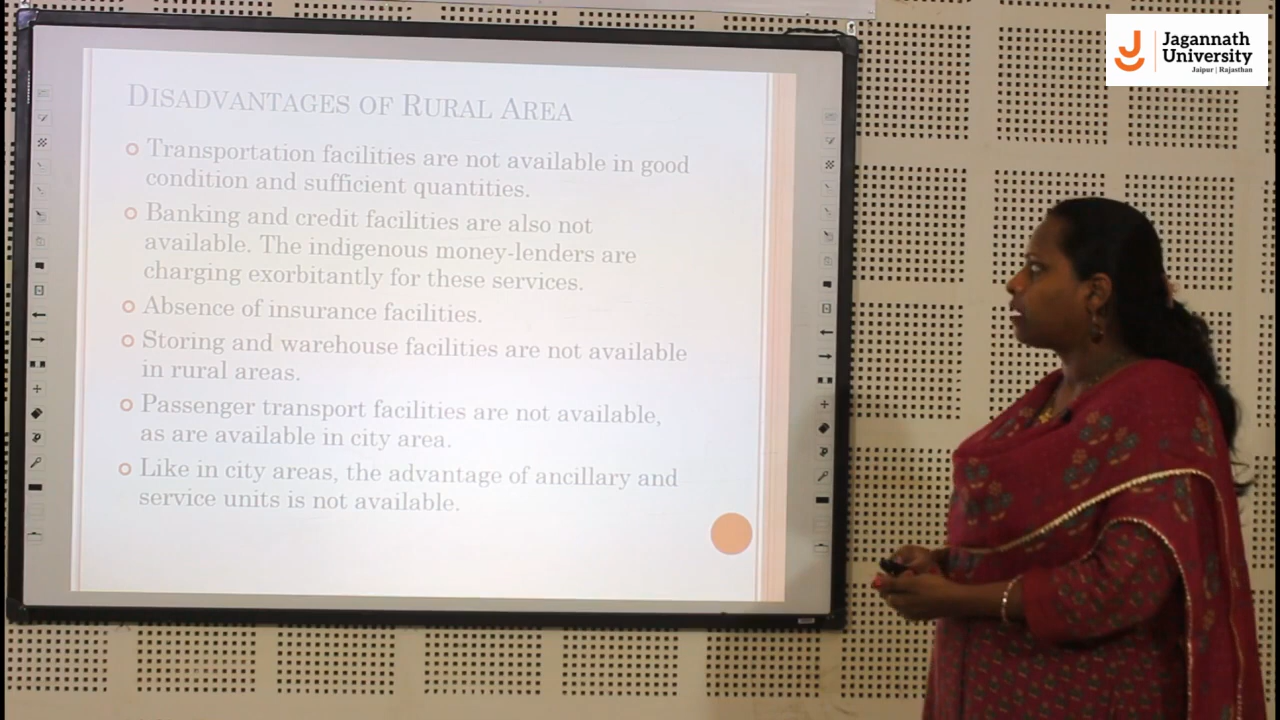 Jagannath
University
Jaipur | Rajasthan
DISADVANTAGES OF RURAL AREA
Transportation facilities are not available in good
condition and sufficient quantities.
Banking and credit facilities are also not
available. The indigenous money-lenders are
charging exorbitantly for these services.
Absence of insurance facilities.
Storing and warehouse facilities are not available
in rural areas.
Passenger transport facilities are not available,
as are available in city area.
Like in city areas, the advantage of ancillary and
service units is not available.